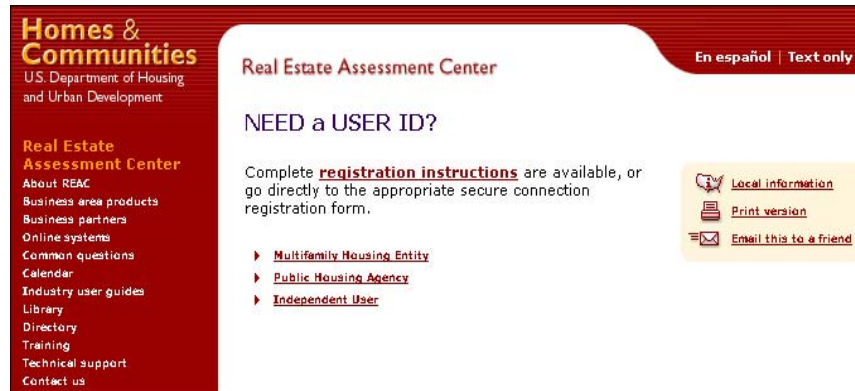 Homes &
Communities
U.S. Department of Housing
and Urban Development
Real Estate
Assessment Center
About REAC
Business area products
Business partners
Online systems
Common questions
Calendar
Industry user guides
Library
Directory
Training
Technical support
Contact us
Real Estate Assessment Center
En español | Text only
NEED a USER ID?
Complete registration instructions are available, or
go directly to the appropriate secure connection
registration form.
Multifamily Housing Entity
Public Housing Agency
Independent User
Local information
Print version
Email this to a friend